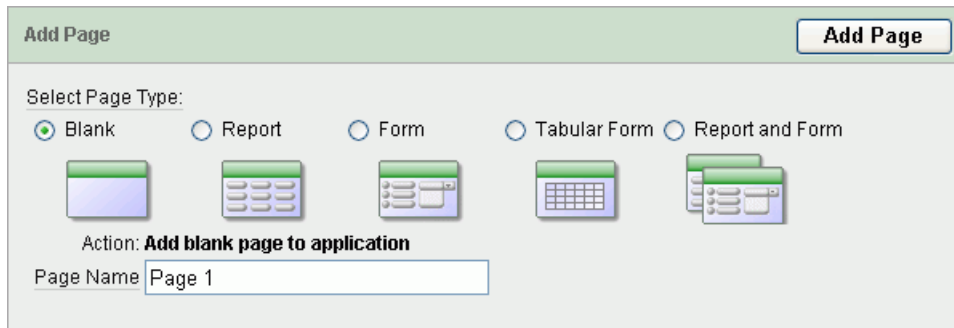 Add Page Add Page
Select Page Type:
Blank Report Form Tabular Form Report and Form
Action: Add blank page to application
Page Name Page 1